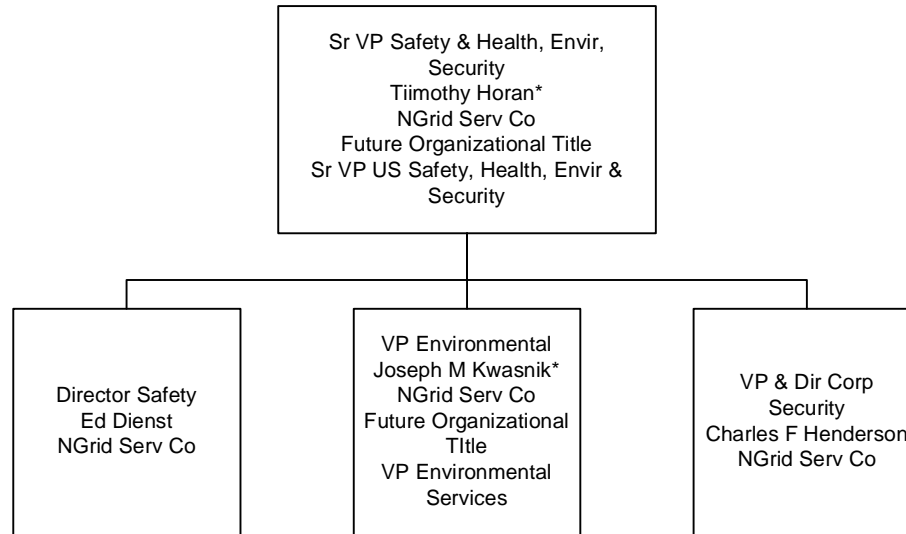 Sr VP Safety & Health, Envir,
Security
Tiimothy Horan*
NGrid Serv Co
Future Organizational Title
Sr VP US Safety, Health, Envir &
Security
Director Safety
Ed Dienst
NGrid Serv Co
VP Environmental
Joseph M Kwasnik*
NGrid Serv Co
Future Organizational
TItle
VP Environmental
Services
VP & Dir Corp
Security
Charles F Henderson
NGrid Serv Co